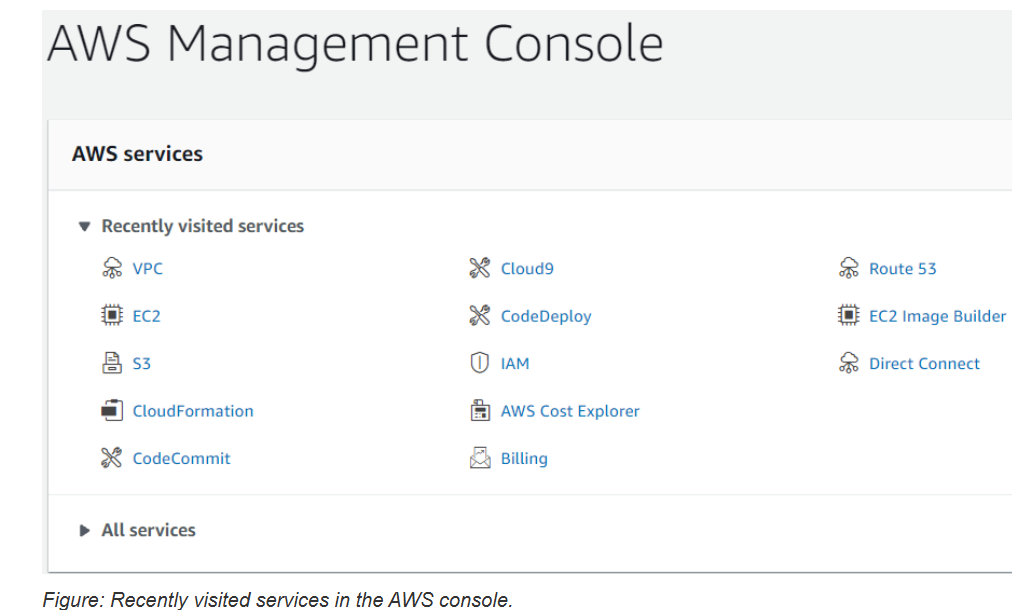 AWS Management Console
AWS services
Recently visited services
VPC
Cloud9
Route 53
EC2
CodeDeploy
EC2 Image Builder
S3
IAM
Direct Connect
CloudFormation
AWS Cost Explorer
CodeCommit
Billing
All services
Figure: Recently visited services in the AWS console.